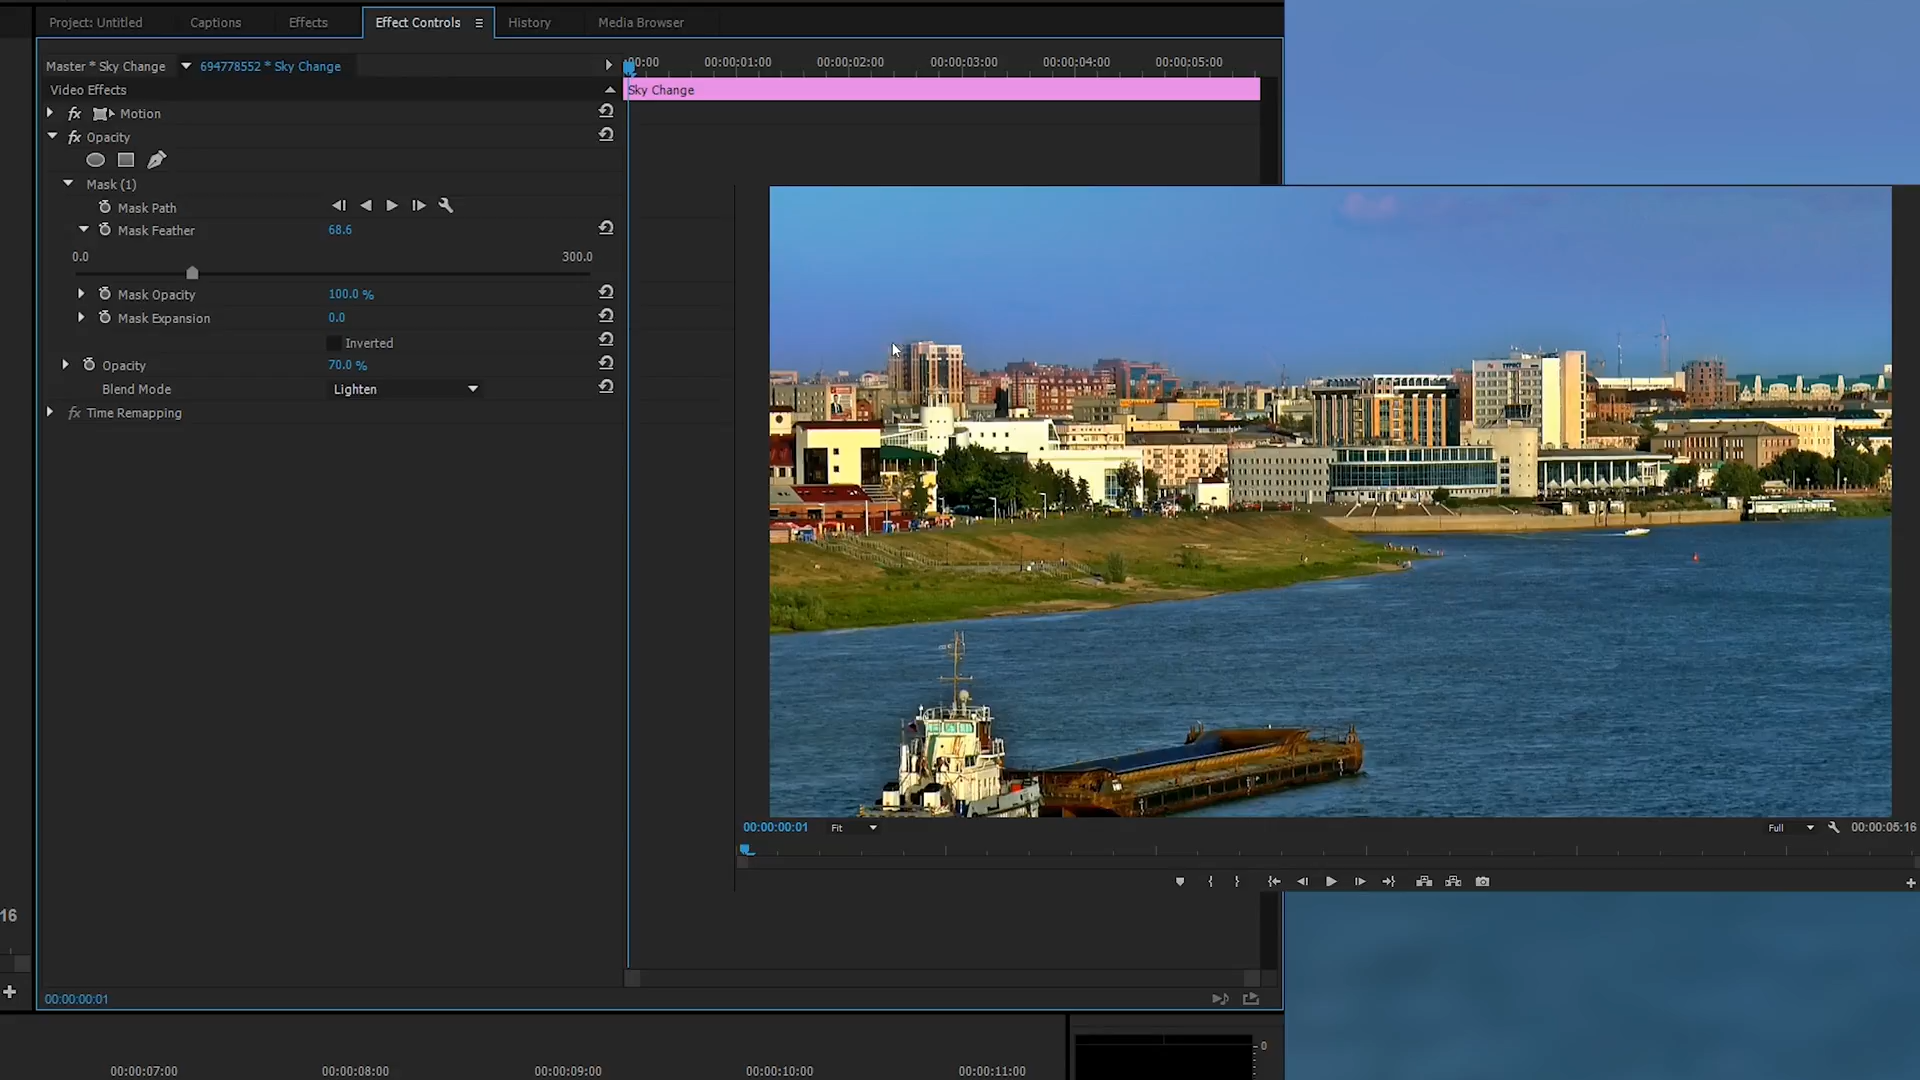 Project: Untitled Captions Effects Effect Controls History Media Browser
Master * Sky Change 694778552 * Sky Change
:00:00 00:00:01:00 00:00:02:00 00:00:03:00 00:00:04:00 00:00:05:00
Video Effects
Sky Change
fx Motion
fx Opacity
Mask (1)
Mask Path
Mask Feather 68.6
0.0 300.0
Mask Opacity 100.0 %
Mask Expansion 0.0
Inverted
Opacity 70.0 %
Blend Mode Lighten
fx Time Remapping
00:00:00:01 Fit Full 00:00:05:16
16
00:00:00:01
0
00:00:07:00 00:00:08:00 00:00:09:00 00:00:10:00 00:00:11:00